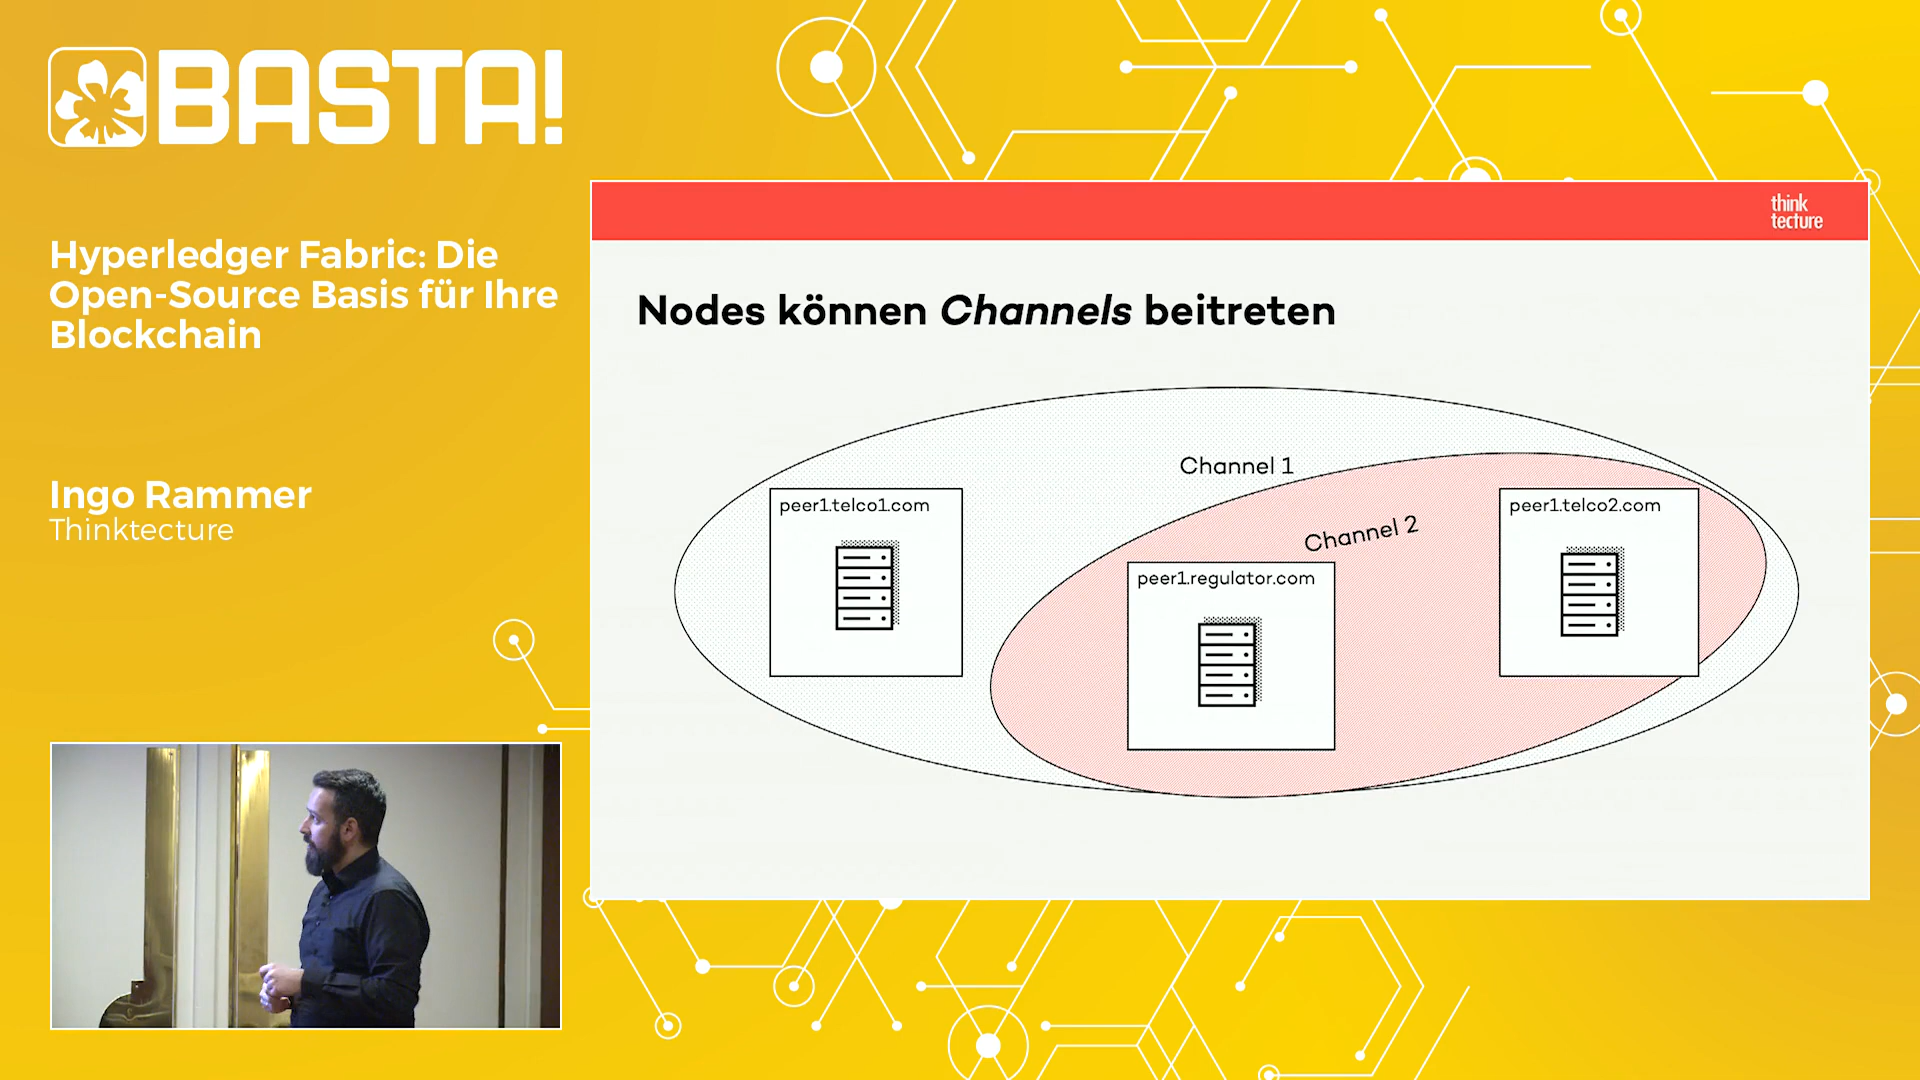 BASTA!
Hyperledger Fabric: Die
Open-Source Basis für Ihre
Blockchain
Ingo Rammer
Thinktecture
think
tecture
Nodes können Channels beitreten
Channel 1
Channel 2
peer1.telco1.com
peer1.regulator.com
peer1.telco2.com